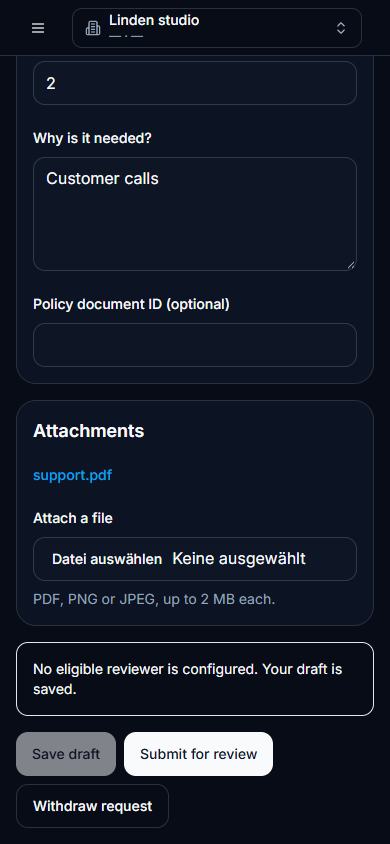 Linden studio
— · —
2
Why is it needed?
Customer calls
Policy document ID (optional)
Attachments
support.pdf
Attach a file
Datei auswählen Keine ausgewählt
PDF, PNG or JPEG, up to 2 MB each.
No eligible reviewer is configured. Your draft is
saved.
Save draft Submit for review
Withdraw request